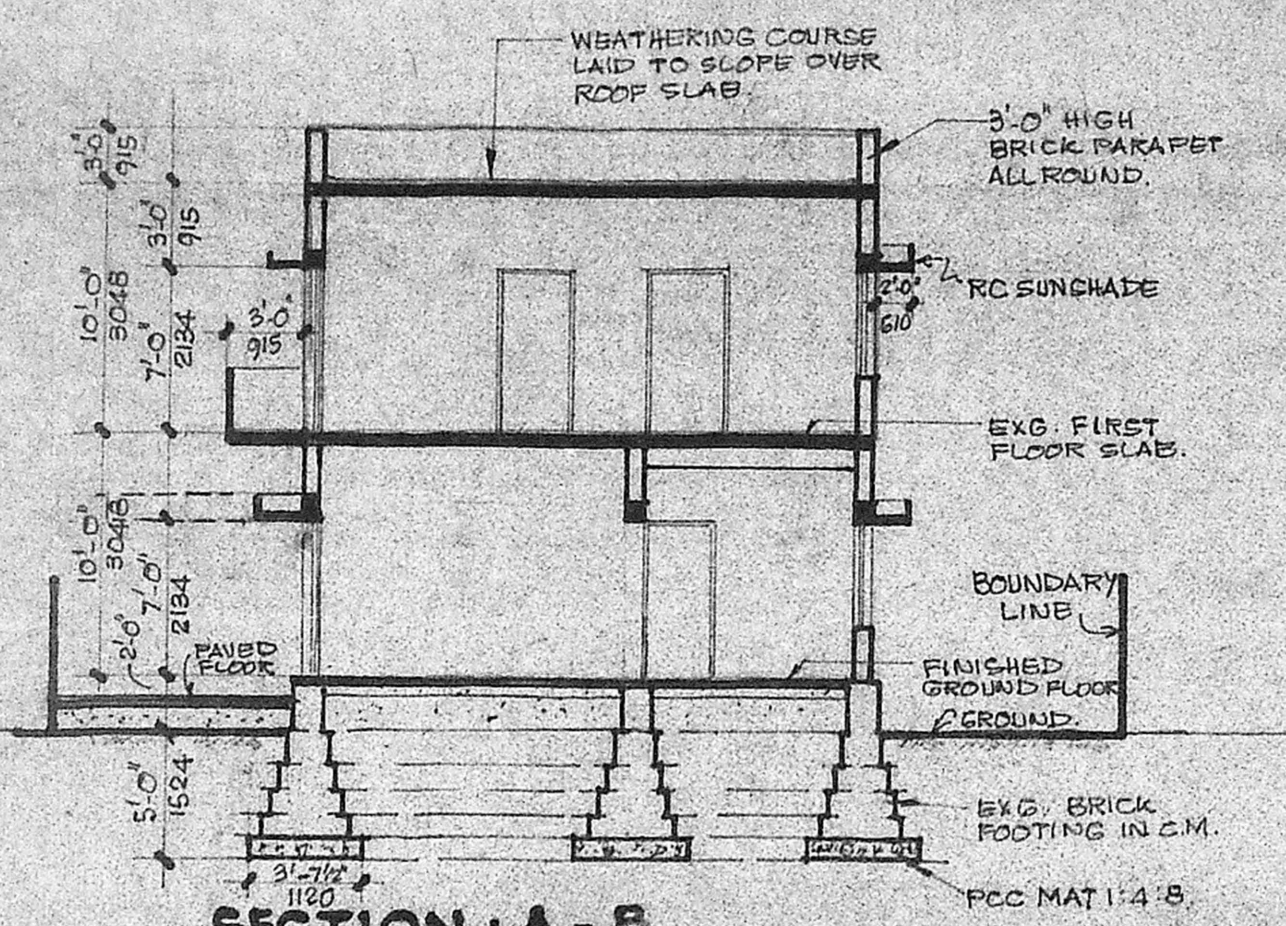 WEATHERING COURSE
LAID TO SLOPE OVER
ROOF SLAB.
3'-0" HIGH
BRICK PARAPET
ALL ROUND.
3'-0"
915
3'-0"
915
10'-0"
3048
7'-0"
2134
3'-0"
915
2'-0"
610
RC SUNSHADE
EXG. FIRST
FLOOR SLAB.
10'-0"
3048
7'-0"
2134
2'-0"
PAVED
FLOOR
BOUNDARY
LINE
FINISHED
GROUND FLOOR
GROUND.
5'-0"
1524
EXG. BRICK
FOOTING IN C.M.
3'-7½"
1120
PCC MAT 1:4:8.
SECTION : A - B